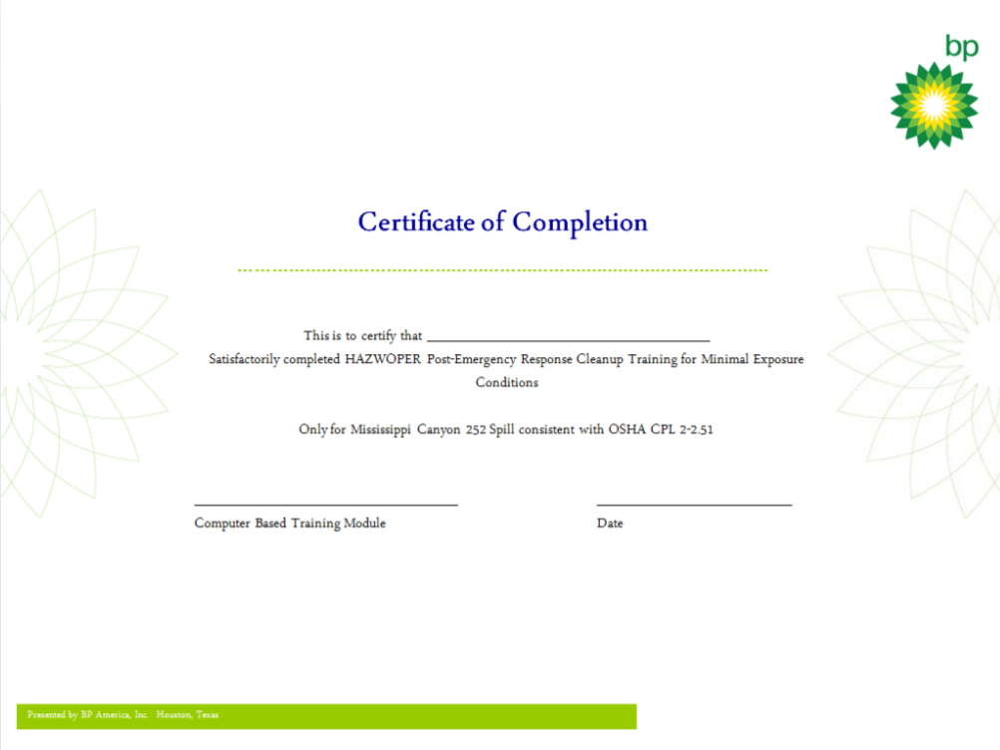 bp
Certificate of Completion
This is to certify that
Satisfactorily completed HAZWOPER Post-Emergency Response Cleanup Training for Minimal Exposure
Conditions
Only for Mississippi Canyon 252 Spill consistent with OSHA CPL 2-2.51
Computer Based Training Module
Date
Presented by BP America, Inc. Houston, Texas